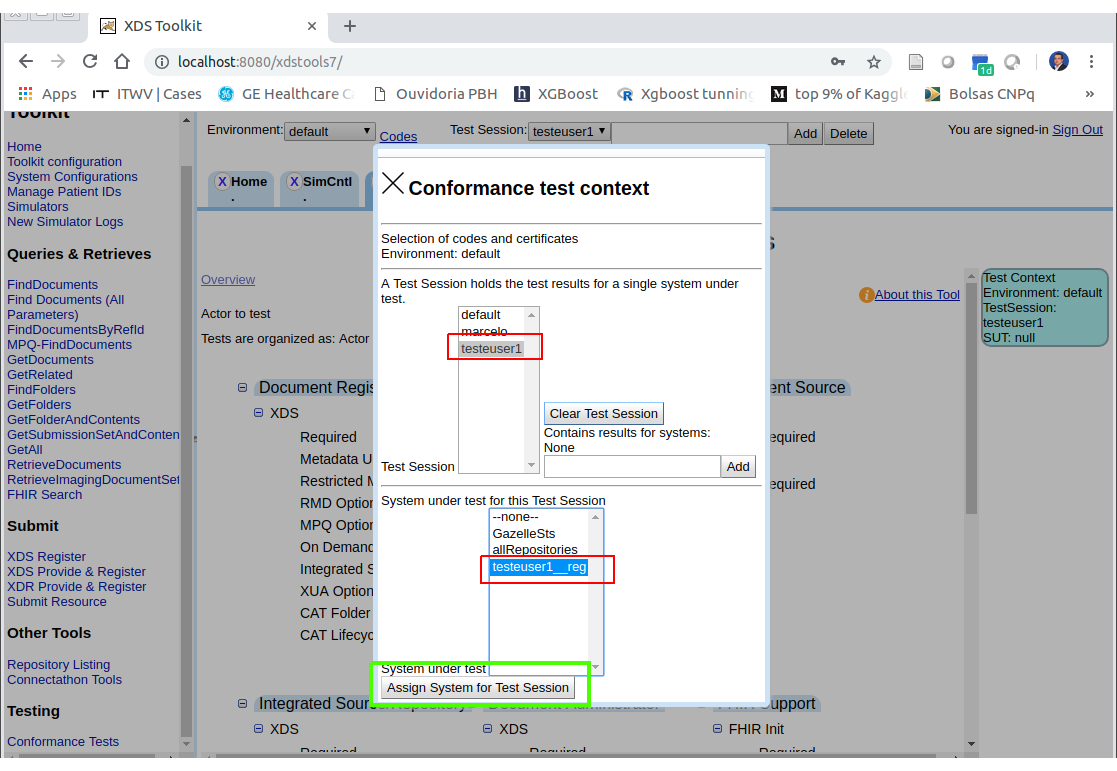 XDS Toolkit
localhost:8080/xdstools7/
1d
Apps
ITWV | Cases
GE Healthcare C
Ouvidoria PBH
XGBoost
Xgboost tunning
top 9% of Kaggl
Bolsas CNPq
»
Toolkit
Home
Toolkit configuration
System Configurations
Manage Patient IDs
Simulators
New Simulator Logs
Queries & Retrieves
FindDocuments
Find Documents (All
Parameters)
FindDocumentsByRefId
MPQ-FindDocuments
GetDocuments
GetRelated
FindFolders
GetFolders
GetFolderAndContents
GetSubmissionSetAndConten
GetAll
RetrieveDocuments
RetrieveImagingDocumentSet
FHIR Search
Submit
XDS Register
XDS Provide & Register
XDR Provide & Register
Submit Resource
Other Tools
Repository Listing
Connectathon Tools
Testing
Conformance Tests
Environment: default
Codes
Test Session: testeuser1
Add
Delete
You are signed-in Sign Out
X Home .
X SimCntl .
Overview
Actor to test
Tests are organized as: Actor
About this Tool
Test Context
Environment: default
TestSession:
testeuser1
SUT: null
Document Regis
XDS
Required
Metadata U
Restricted M
RMD Option
MPQ Option
On Demand
Integrated S
XUA Option
CAT Folder
CAT Lifecyc
ent Source
equired
equired
Conformance test context
Selection of codes and certificates
Environment: default
A Test Session holds the test results for a single system under
test.
default
marcelo
testeuser1
Clear Test Session
Contains results for systems:
None
Test Session
Add
System under test for this Test Session
--none--
GazelleSts
allRepositories
testeuser1__reg
System under test
Assign System for Test Session
Integrated Source Repository
Document Administrator
FHIR Support
XDS
XDS
FHIR Init
Required
Required
Required